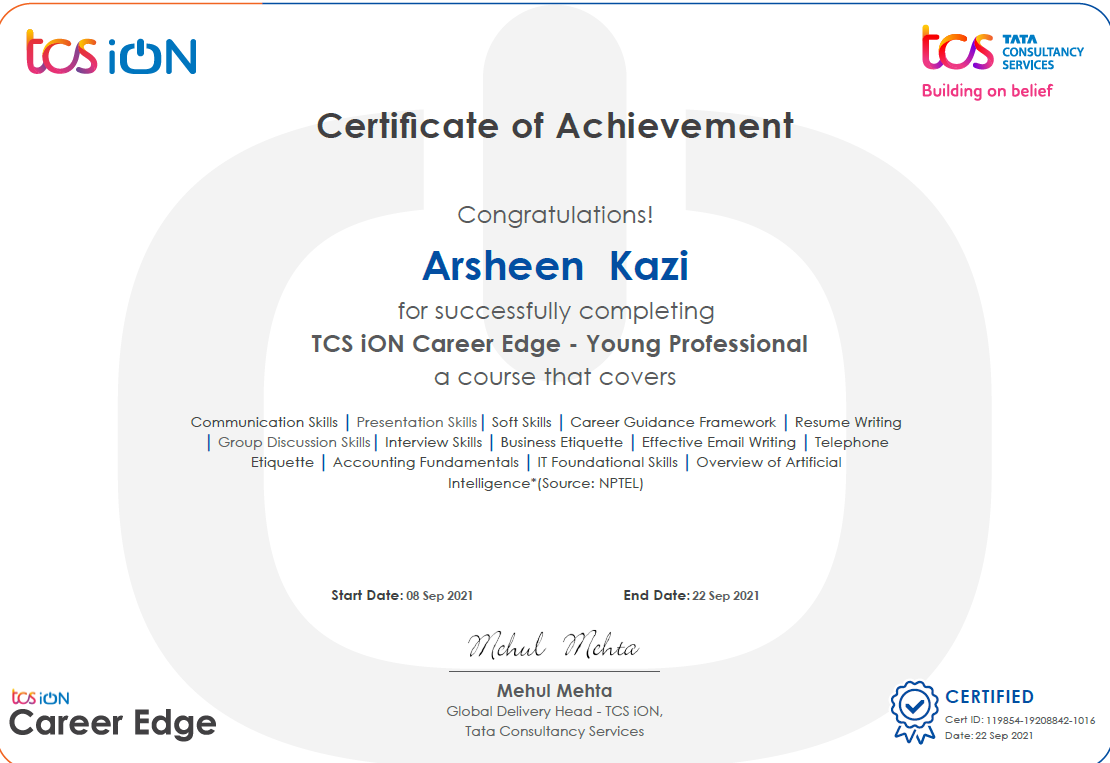 tcs iON
tcs TATA
CONSULTANCY
SERVICES
Building on belief
Certificate of Achievement
Congratulations!
Arsheen Kazi
for successfully completing
TCS iON Career Edge - Young Professional
a course that covers
Communication Skills | Presentation Skills | Soft Skills | Career Guidance Framework | Resume Writing
| Group Discussion Skills | Interview Skills | Business Etiquette | Effective Email Writing | Telephone
Etiquette | Accounting Fundamentals | IT Foundational Skills | Overview of Artificial
Intelligence*(Source: NPTEL)
Start Date: 08 Sep 2021 End Date: 22 Sep 2021
Mehul Mehta
Mehul Mehta
Global Delivery Head - TCS iON,
Tata Consultancy Services
tcs iON
Career Edge
CERTIFIED
Cert ID: 119854-19208842-1016
Date: 22 Sep 2021